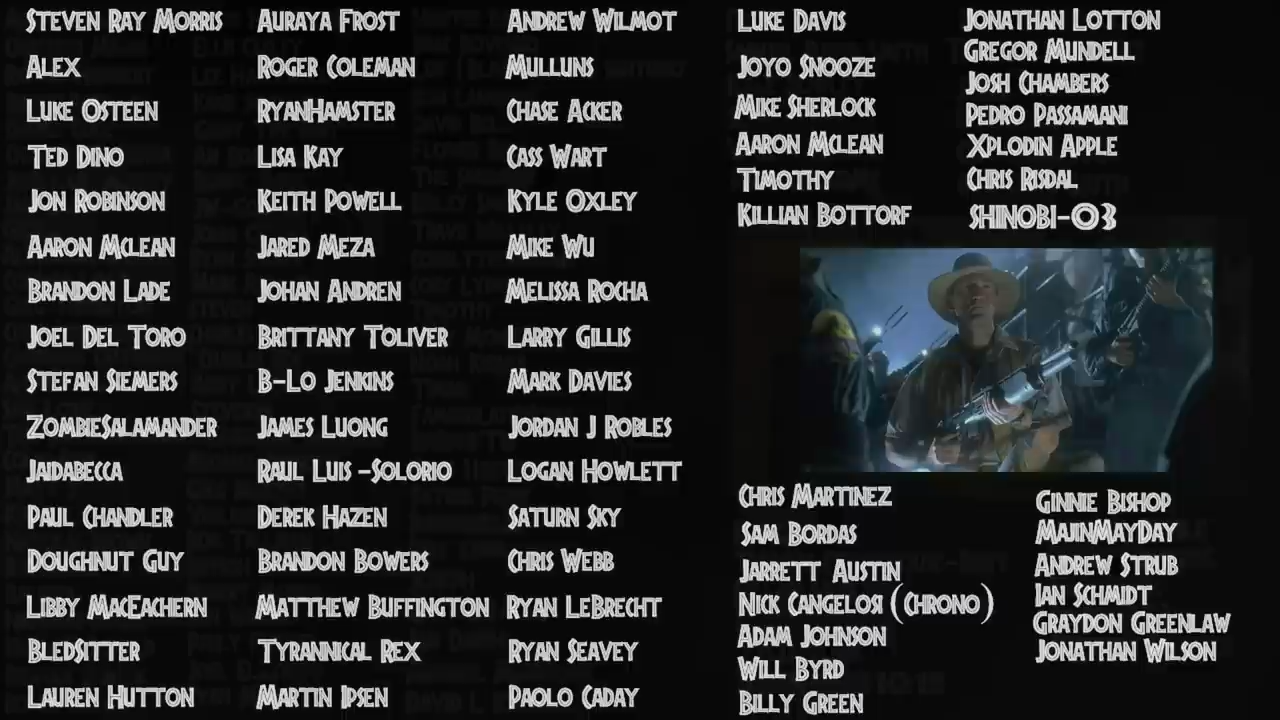 Steven Ray Morris
Alex
Luke Osteen
Ted Dino
Jon Robinson
Aaron Mclean
Brandon Lade
Joel Del Toro
Stefan Siemers
ZombieSalamander
Jaidabecca
Paul Chandler
Doughnut Guy
Libby MacEachern
BledSitter
Lauren Hutton
Auraya Frost
Roger Coleman
RyanHamster
Lisa Kay
Keith Powell
Jared Meza
Johan Andren
Brittany Toliver
B-Lo Jenkins
James Luong
Raul Luis -Solorio
Derek Hazen
Brandon Bowers
Matthew Buffington
Tyrannical Rex
Martin Ipsen
Andrew Wilmot
Mulluns
Chase Acker
Cass Wart
Kyle Oxley
Mike Wu
Melissa Rocha
Larry Gillis
Mark Davies
Jordan J Robles
Logan Howlett
Saturn Sky
Chris Webb
Ryan LeBrecht
Ryan Seavey
Paolo Caday
Luke Davis
Joyo Snooze
Mike Sherlock
Aaron Mclean
Timothy
Killian Bottorf
Jonathan Lotton
Gregor Mundell
Josh Chambers
Pedro Passamani
Xplodin Apple
Chris Risdal
SHINOBI-03
Chris Martinez
Sam Bordas
Jarrett Austin
Nick Cangelosi (Chrono)
Adam Johnson
Will Byrd
Billy Green
Ginnie Bishop
MajinMayDay
Andrew Strub
Ian Schmidt
Graydon Greenlaw
Jonathan Wilson